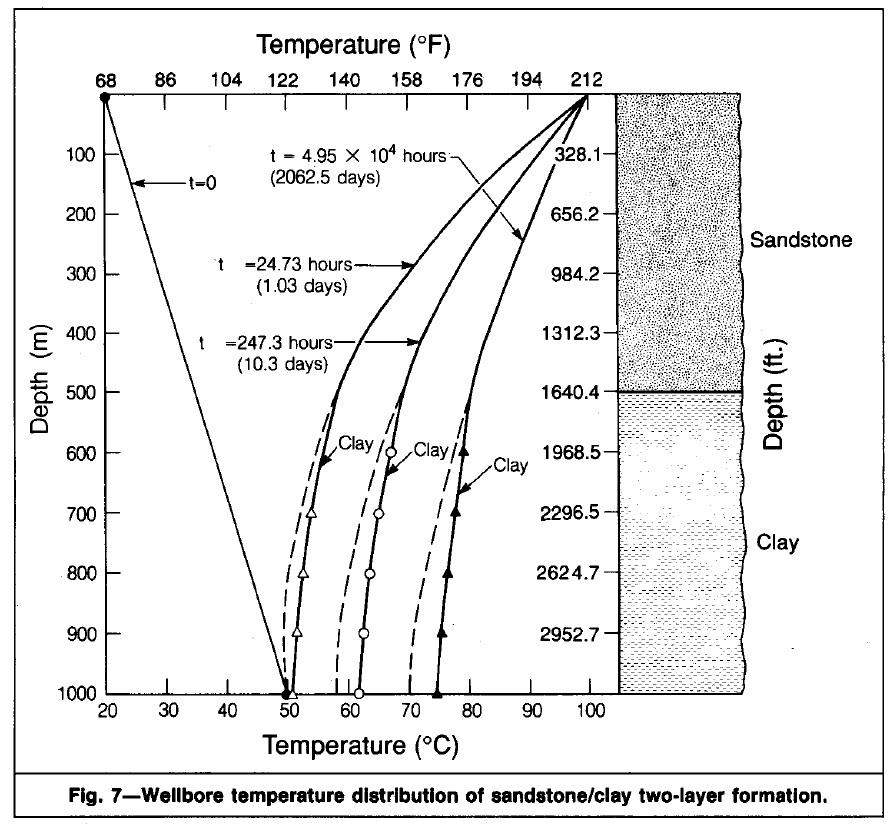 Temperature (°F)
68 86 104 122 140 158 176 194 212
100
200
300
400
500
600
700
800
900
1000
Depth (m)
t=0
t = 4.95 × 10⁴ hours
(2062.5 days)
t =24.73 hours
(1.03 days)
t =247.3 hours
(10.3 days)
Clay
Clay
Clay
328.1
656.2
984.2
1312.3
1640.4
1968.5
2296.5
2624.7
2952.7
Depth (ft.)
Sandstone
Clay
20 30 40 50 60 70 80 90 100
Temperature (°C)
Fig. 7—Wellbore temperature distribution of sandstone/clay two-layer formation.